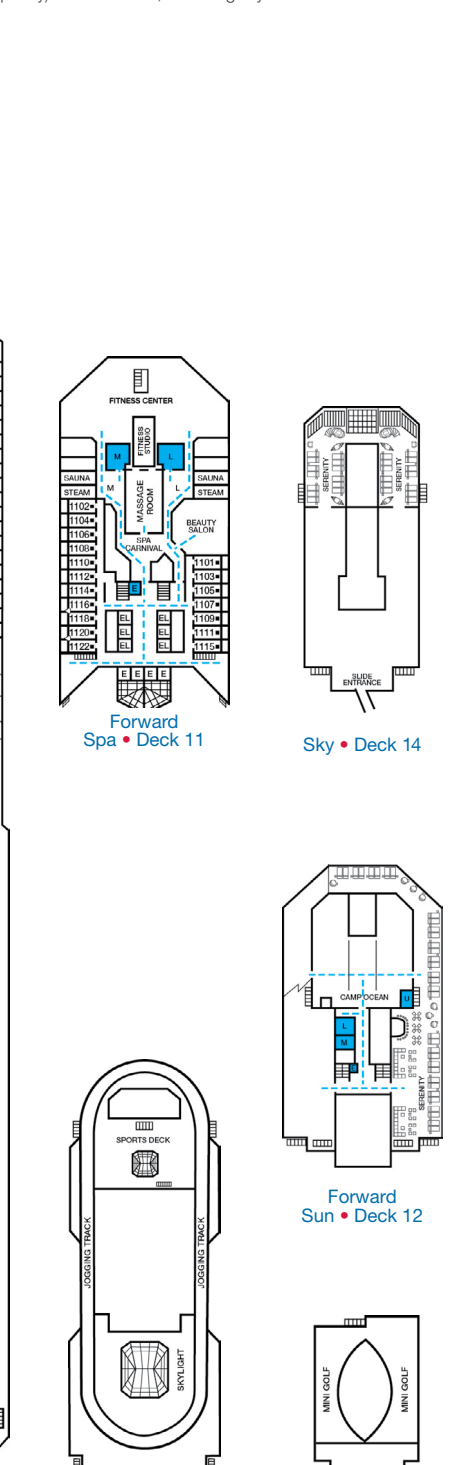 FITNESS CENTER
FITNESS
STUDIO
M
L
M
L
SAUNA
SAUNA
STEAM
STEAM
MASSAGE
ROOM
BEAUTY
SALON
SPA
CARNIVAL
1102
1104
1106
1108
1110
1112
1114
1116
1118
1120
1122
1101
1103
1105
1107
1109
1111
1115
E
EL
EL
EL
EL
EL
EL
E E E E
Forward
Spa • Deck 11
SERENITY
SERENITY
SLIDE
ENTRANCE
Sky • Deck 14
CAMP OCEAN
U
L
M
SERENITY
Forward
Sun • Deck 12
SPORTS DECK
JOGGING TRACK
JOGGING TRACK
SKYLIGHT
MINI GOLF
MINI GOLF